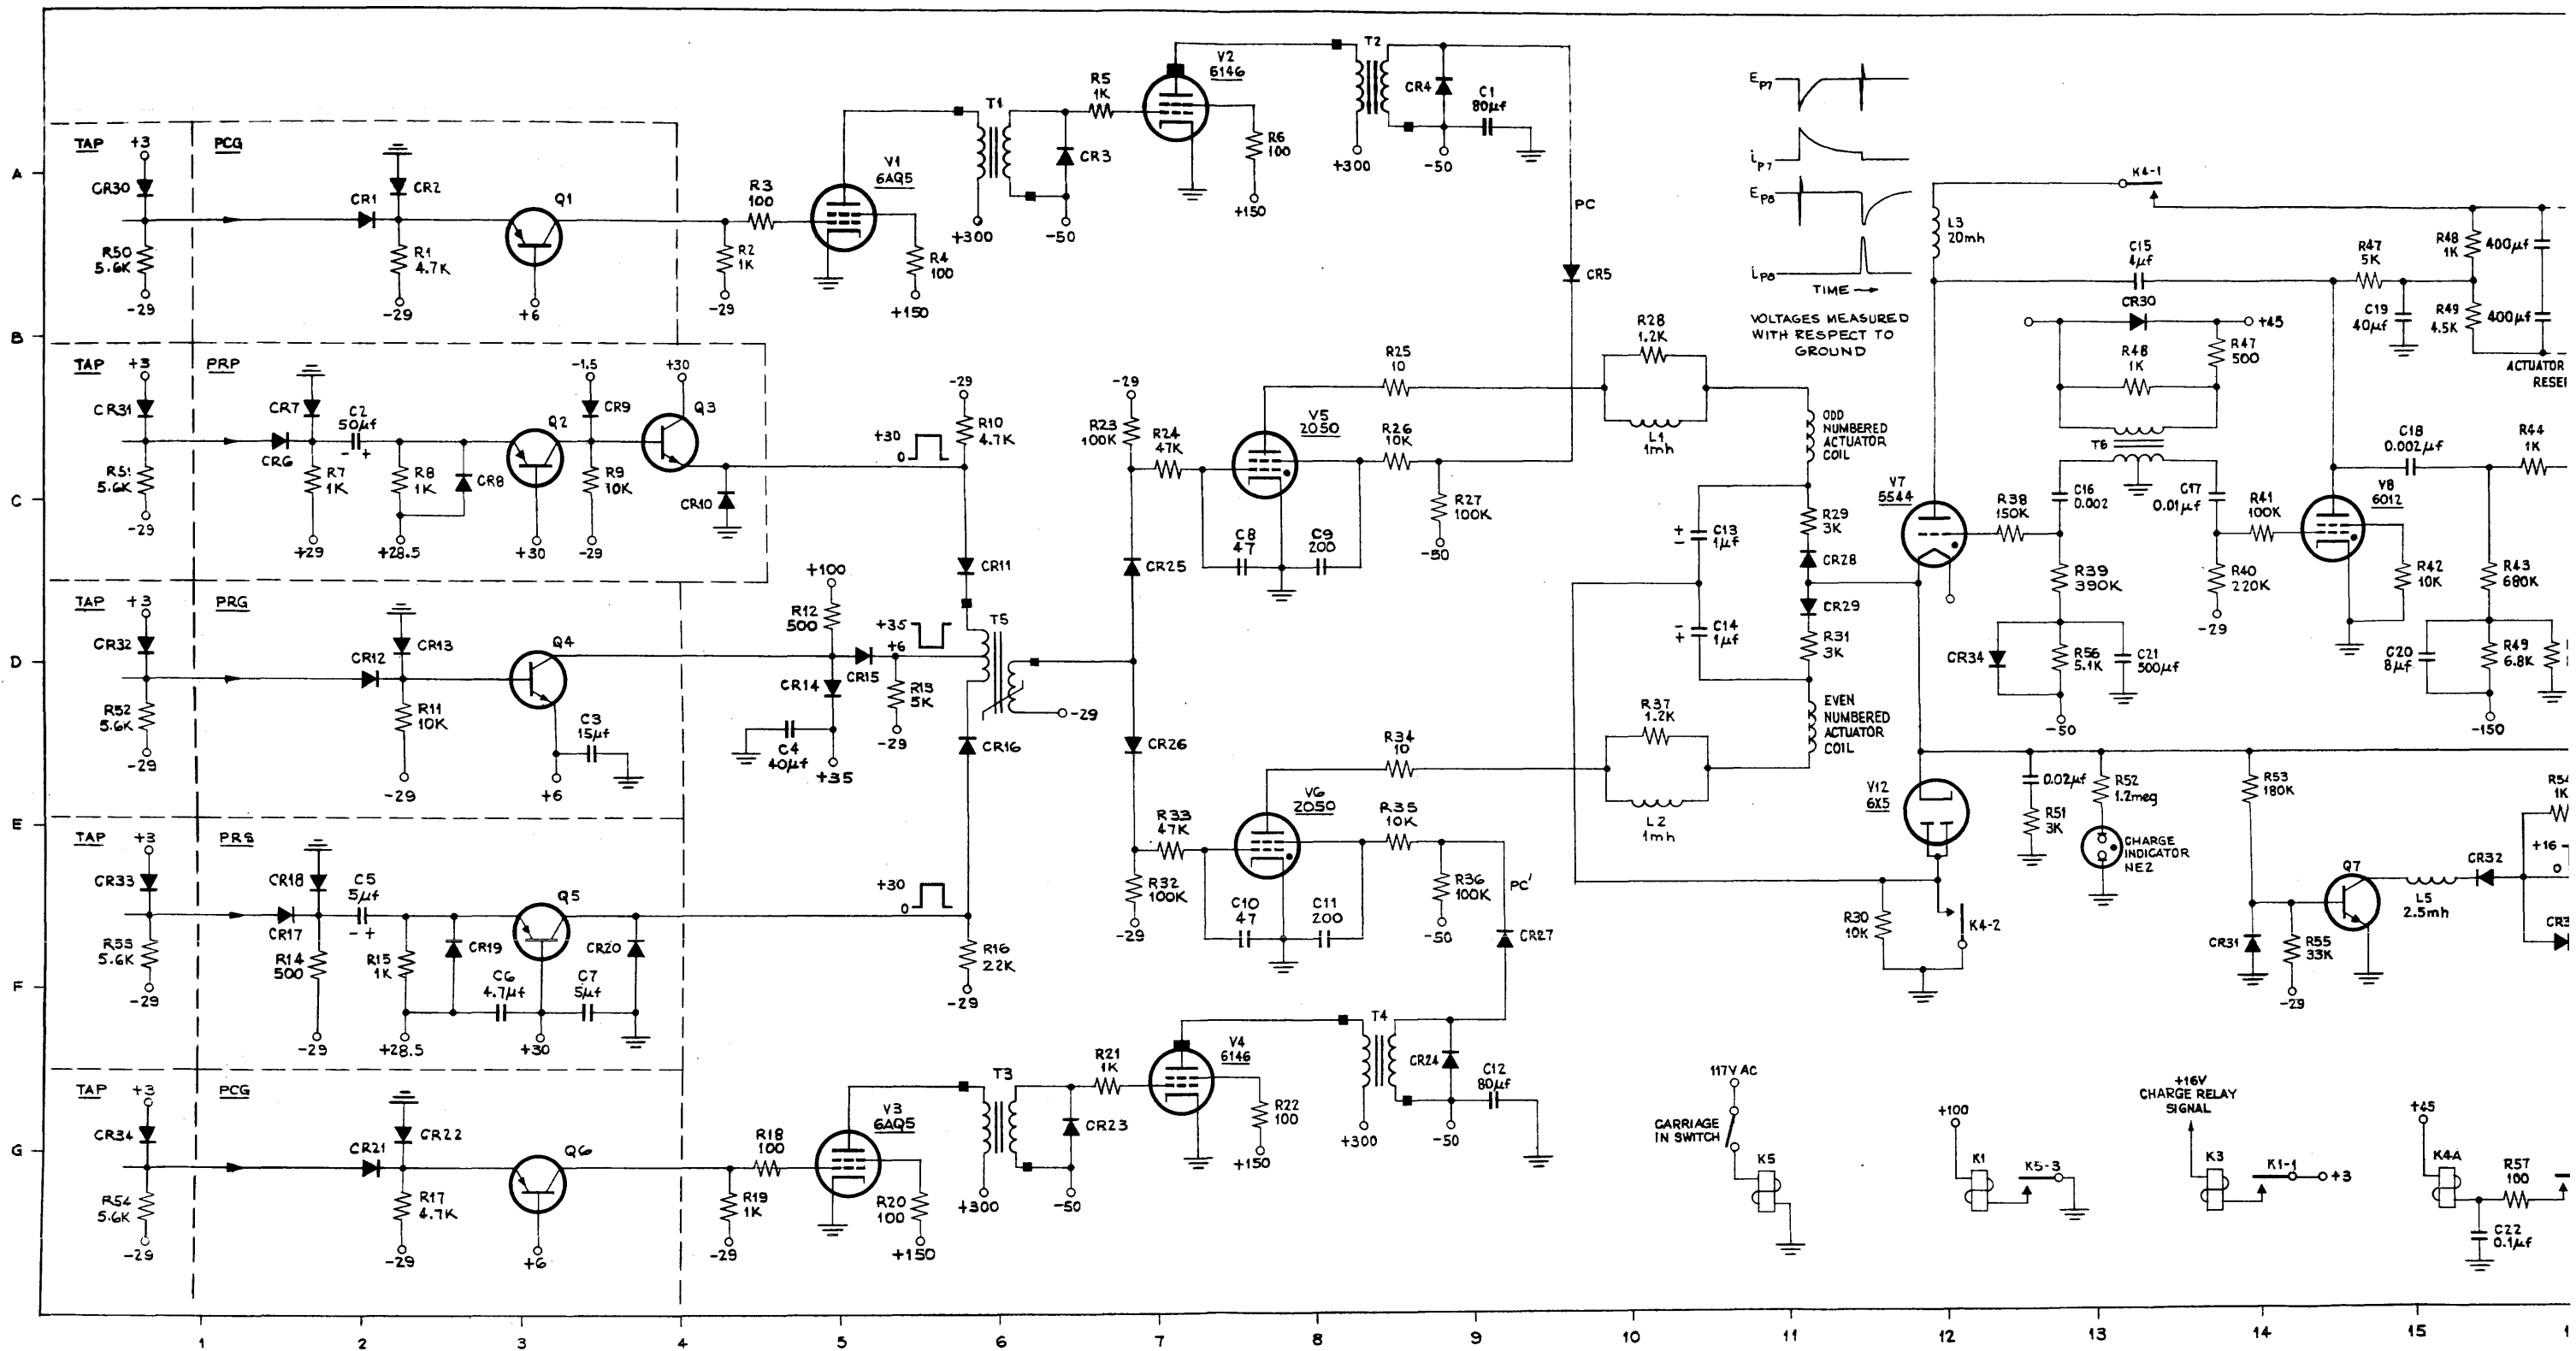 A
B
C
D
E
F
G
1
2
3
4
5
6
7
8
9
10
11
12
13
14
15
1
TAP
+3
CR30
R50
5.6K
-29
PCG
CR1
CR2
R1
4.7K
-29
Q1
+6
R2
1K
-29
R3
100
V1
6AQ5
R4
100
+150
T1
+300
CR3
-50
R5
1K
V2
6146
R6
100
+150
T2
+300
CR4
-50
C1
80µf
PC
CR5
TAP
+3
CR31
R51
5.6K
-29
PRP
CR7
CR6
C2
50µf
- +
R7
1K
+29
R8
1K
+28.5
CR8
Q2
+30
-1.5
CR9
R9
10K
-29
+30
Q3
CR10
+30
0
-29
R10
4.7K
CR11
TAP
+3
CR32
R52
5.6K
-29
PRG
CR12
CR13
R11
10K
-29
Q4
C3
15µf
+6
+100
R12
500
CR14
C4
40µf
+35
CR15
+35
+6
R13
5K
-29
T5
-29
CR16
TAP
+3
CR33
R53
5.6K
-29
PRS
CR18
CR17
C5
5µf
- +
R14
500
-29
R15
1K
+28.5
CR19
C6
4.7µf
Q5
+30
C7
5µf
CR20
+30
0
R16
22K
-29
TAP
+3
CR34
R54
5.6K
-29
PCG
CR21
CR22
R17
4.7K
-29
Q6
+6
R18
100
R19
1K
-29
V3
6AQ5
R20
100
+150
T3
+300
CR23
-50
R21
1K
V4
6146
R22
100
+150
T4
+300
CR24
-50
C12
80µf
PC'
CR27
-29
R23
100K
R24
47K
CR25
V5
2050
R25
10
R26
10K
R27
100K
-50
C8
47
C9
200
CR26
R33
47K
R32
100K
-29
V6
2050
R34
10
R35
10K
R36
100K
-50
C10
47
C11
200
R28
1.2K
L1
1mh
ODD
NUMBERED
ACTUATOR
COIL
R29
3K
+
-
C13
1µf
CR28
CR29
-
+
C14
1µf
R31
3K
EVEN
NUMBERED
ACTUATOR
COIL
R37
1.2K
L2
1mh
EP7
iP7
EP8
iP8
TIME
VOLTAGES MEASURED
WITH RESPECT TO
GROUND
L3
20mh
K4-1
C15
4µf
R47
5K
C19
40µf
R48
1K
400µf
R49
4.5K
400µf
ACTUATOR
RESE
CR30
+45
R48
1K
R47
500
T6
V7
5544
R38
150K
C16
0.002
C17
0.01µf
R39
390K
R41
100K
R40
220K
-29
CR34
R56
5.1K
C21
500µf
-50
V8
6012
C18
0.002µf
R44
1K
R42
10K
R43
680K
C20
8µf
R49
6.8K
-150
V12
6X5
0.02µf
R51
3K
R52
1.2meg
CHARGE
INDICATOR
NE2
R53
180K
CR31
R55
33K
-29
Q7
L5
2.5mh
CR32
R54
1K
+16
0
CR3
R30
10K
K4-2
117V AC
CARRIAGE
IN SWITCH
K5
+100
K1
K5-3
+16V
CHARGE RELAY
SIGNAL
K3
K1-1
+3
+45
K4A
R57
100
C22
0.1µf